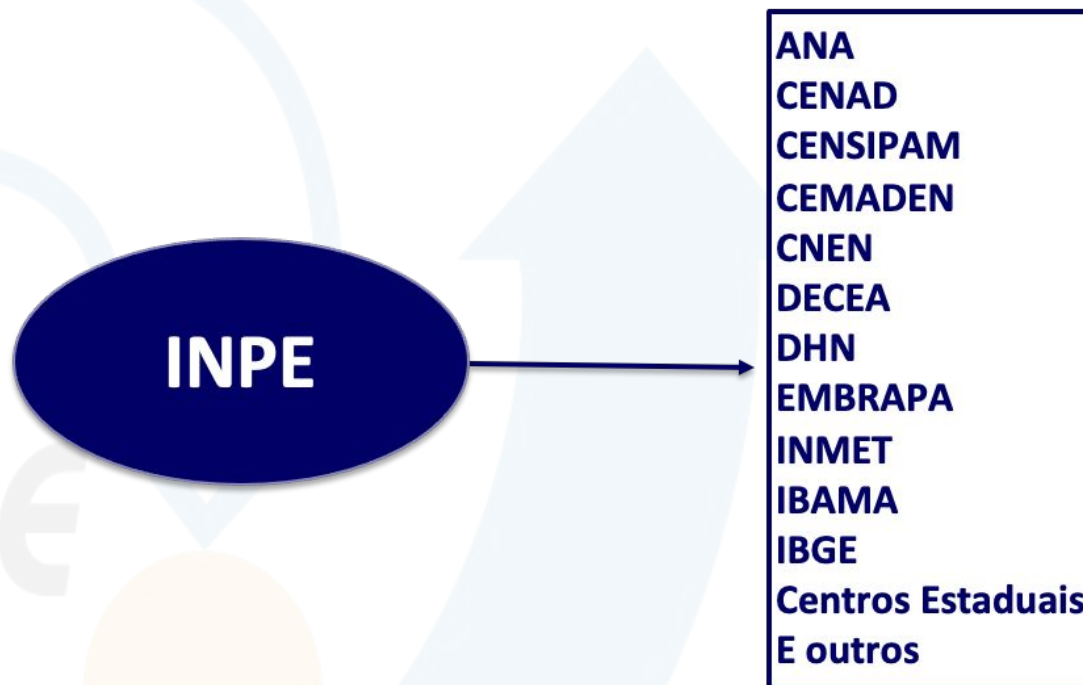 INPE
ANA
CENAD
CENSIPAM
CEMADEN
CNEN
DECEA
DHN
EMBRAPA
INMET
IBAMA
IBGE
Centros Estaduais
E outros